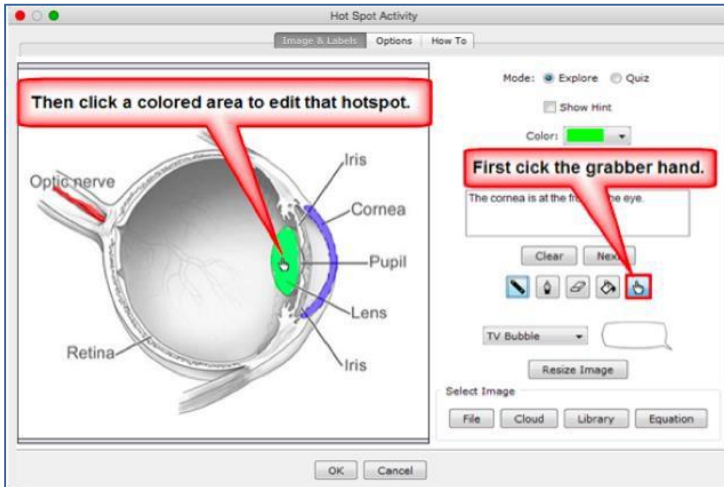 Hot Spot Activity
Image & Labels Options How To
Then click a colored area to edit that hotspot.
Mode: Explore Quiz
Show Hint
Color:
First cick the grabber hand.
The cornea is at the fr the eye.
Iris
Optic nerve
Cornea
Pupil
Lens
Retina
Iris
Clear Nex
TV Bubble
Resize Image
Select Image
File Cloud Library Equation
OK Cancel